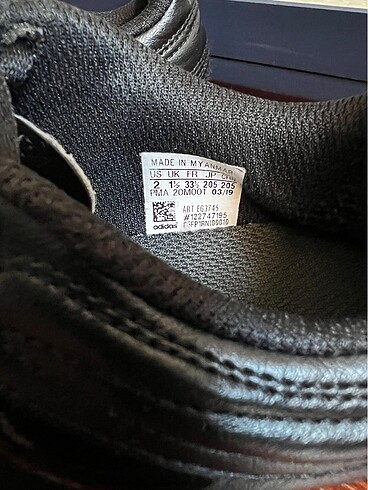 MADE IN MYANMAR
US UK FR JP CHN
2 1½ 33½ 205 205
PMA 20M001 03/19
ART EG3745
#122747195
adidas